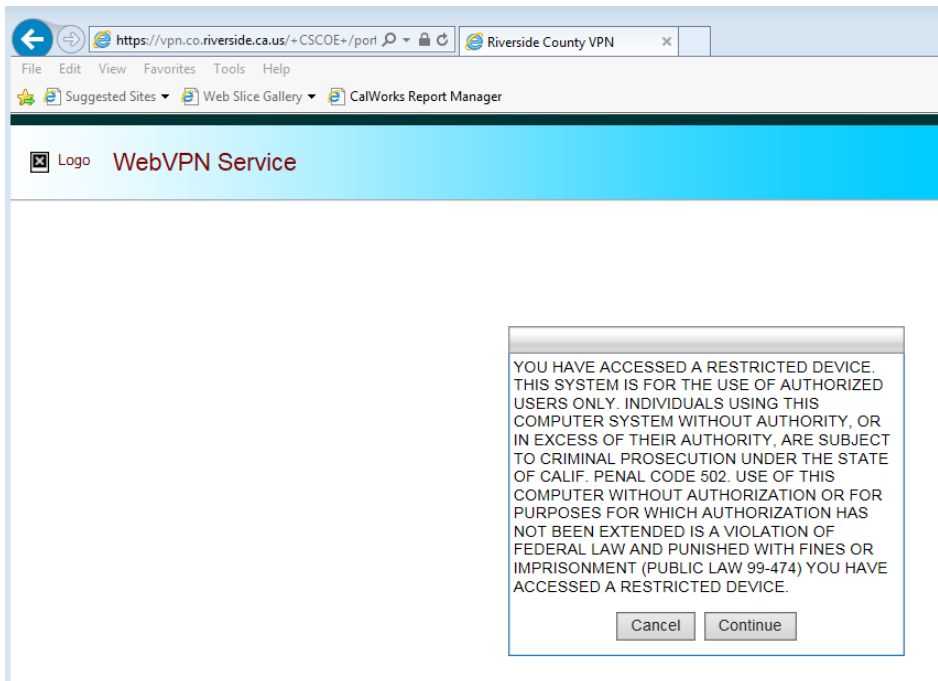 https://vpn.co.riverside.ca.us/+CSCOE+/port
Riverside County VPN
File Edit View Favorites Tools Help
Suggested Sites Web Slice Gallery CalWorks Report Manager
Logo WebVPN Service
YOU HAVE ACCESSED A RESTRICTED DEVICE.
THIS SYSTEM IS FOR THE USE OF AUTHORIZED
USERS ONLY. INDIVIDUALS USING THIS
COMPUTER SYSTEM WITHOUT AUTHORITY, OR
IN EXCESS OF THEIR AUTHORITY, ARE SUBJECT
TO CRIMINAL PROSECUTION UNDER THE STATE
OF CALIF. PENAL CODE 502. USE OF THIS
COMPUTER WITHOUT AUTHORIZATION OR FOR
PURPOSES FOR WHICH AUTHORIZATION HAS
NOT BEEN EXTENDED IS A VIOLATION OF
FEDERAL LAW AND PUNISHED WITH FINES OR
IMPRISONMENT (PUBLIC LAW 99-474) YOU HAVE
ACCESSED A RESTRICTED DEVICE.
Cancel Continue